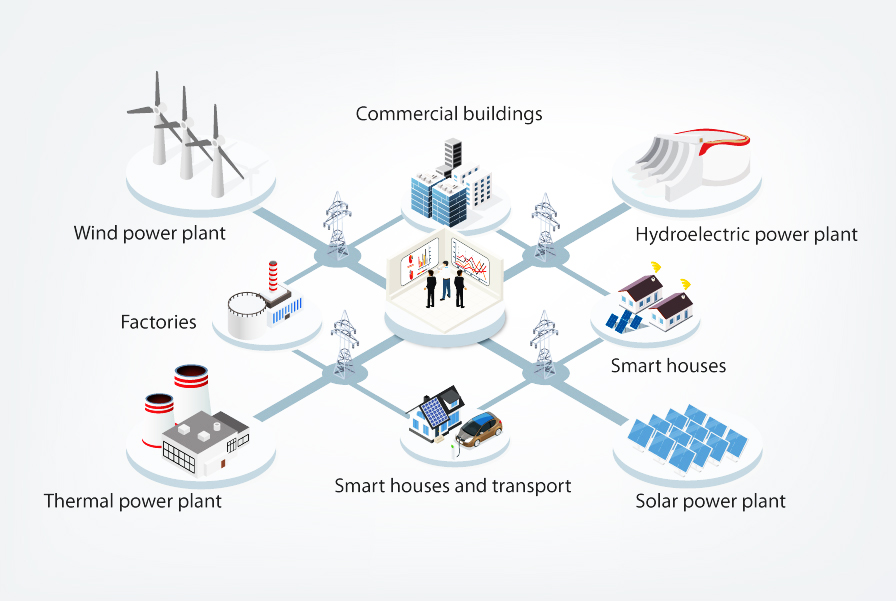 Commercial buildings
Wind power plant
Hydroelectric power plant
Factories
Smart houses
Thermal power plant
Smart houses and transport
Solar power plant